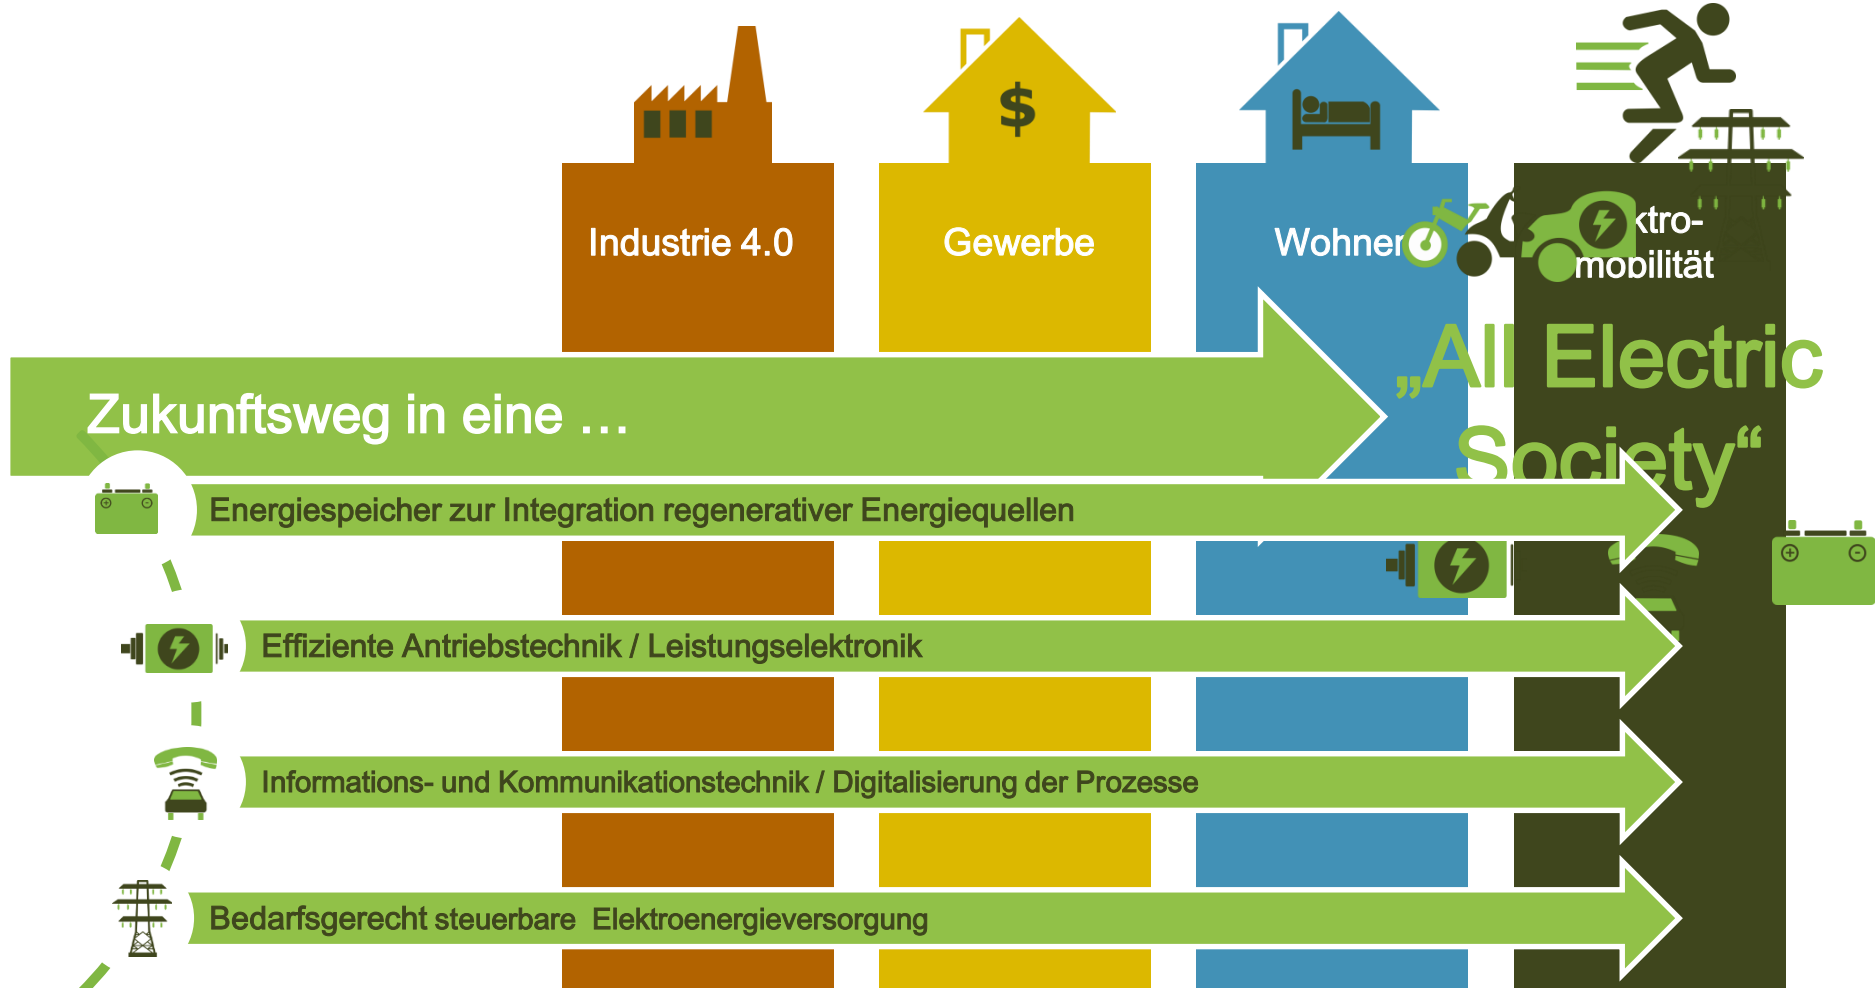 $
Industrie 4.0
Gewerbe
Wohnen
ktro-
mobilität
Zukunftsweg in eine …
„All Electric
Society“
Energiespeicher zur Integration regenerativer Energiequellen
Effiziente Antriebstechnik / Leistungselektronik
Informations- und Kommunikationstechnik / Digitalisierung der Prozesse
Bedarfsgerecht steuerbare Elektroenergieversorgung